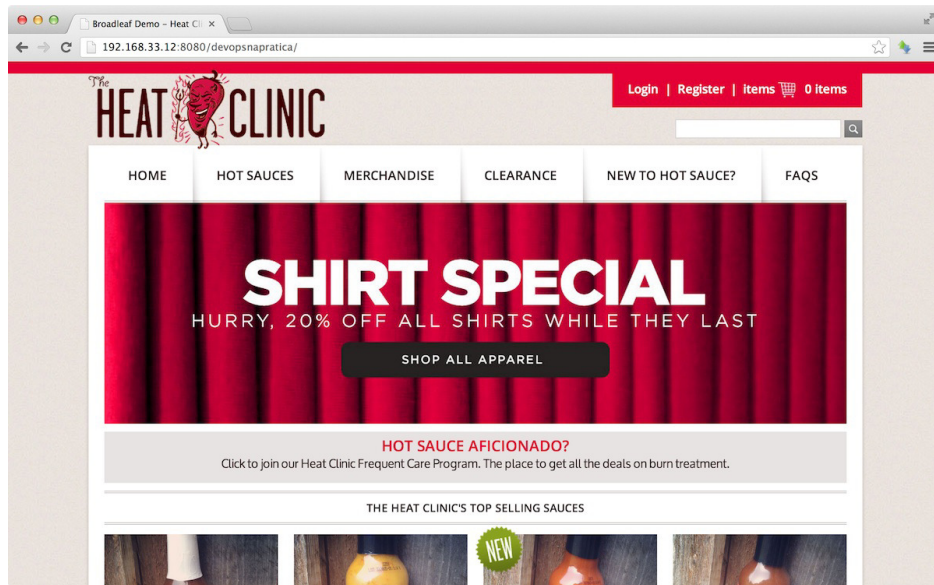 Broadleaf Demo – Heat Cli
192.168.33.12:8080/devopsnapratica/
The
HEAT CLINIC
Login | Register | items 0 items
HOME HOT SAUCES MERCHANDISE CLEARANCE NEW TO HOT SAUCE? FAQS
SHIRT SPECIAL
HURRY, 20% OFF ALL SHIRTS WHILE THEY LAST
SHOP ALL APPAREL
HOT SAUCE AFICIONADO?
Click to join our Heat Clinic Frequent Care Program. The place to get all the deals on burn treatment.
THE HEAT CLINIC'S TOP SELLING SAUCES
NEW